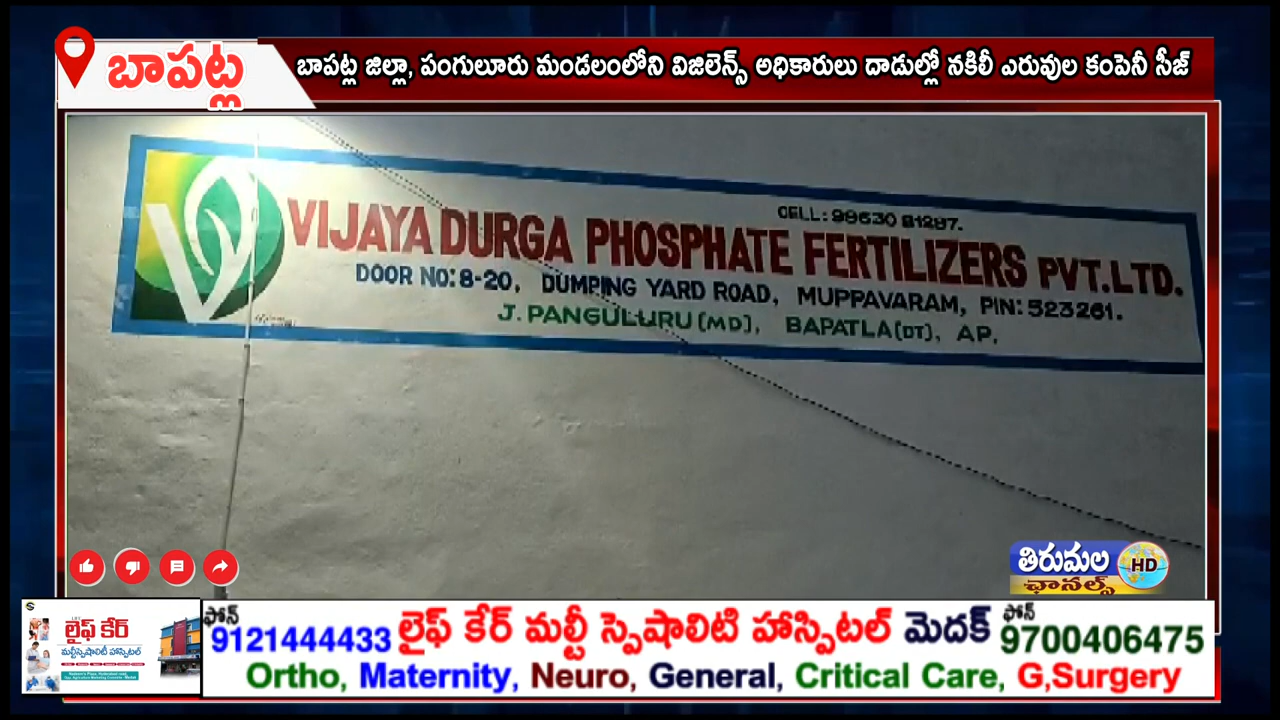 బాపట్ల
బాపట్ల జిల్లా, పంగులూరు మండలంలోని విజిలెన్స్ అధికారులు దాడుల్లో నకిలీ ఎరువుల కంపెనీ సీజ్
CELL: 99630 81297.
VIJAYA DURGA PHOSPHATE FERTILIZERS PVT.LTD.
DOOR NO: 8-20, DUMPING YARD ROAD, MUPPAVARAM, PIN: 523261.
J. PANGULURU (MD), BAPATLA (DT), AP.
తిరుమల
ఛానల్స్
HD
లైఫ్ కేర్
మల్టీస్పెషాలిటీ హాస్పిటల్
ఫోన్ 9121444433 లైఫ్ కేర్ మల్టీ స్పెషాలిటి హాస్పిటల్ మెదక్ ఫోన్ 9700406475
Ortho, Maternity, Neuro, General, Critical Care, G,Surgery